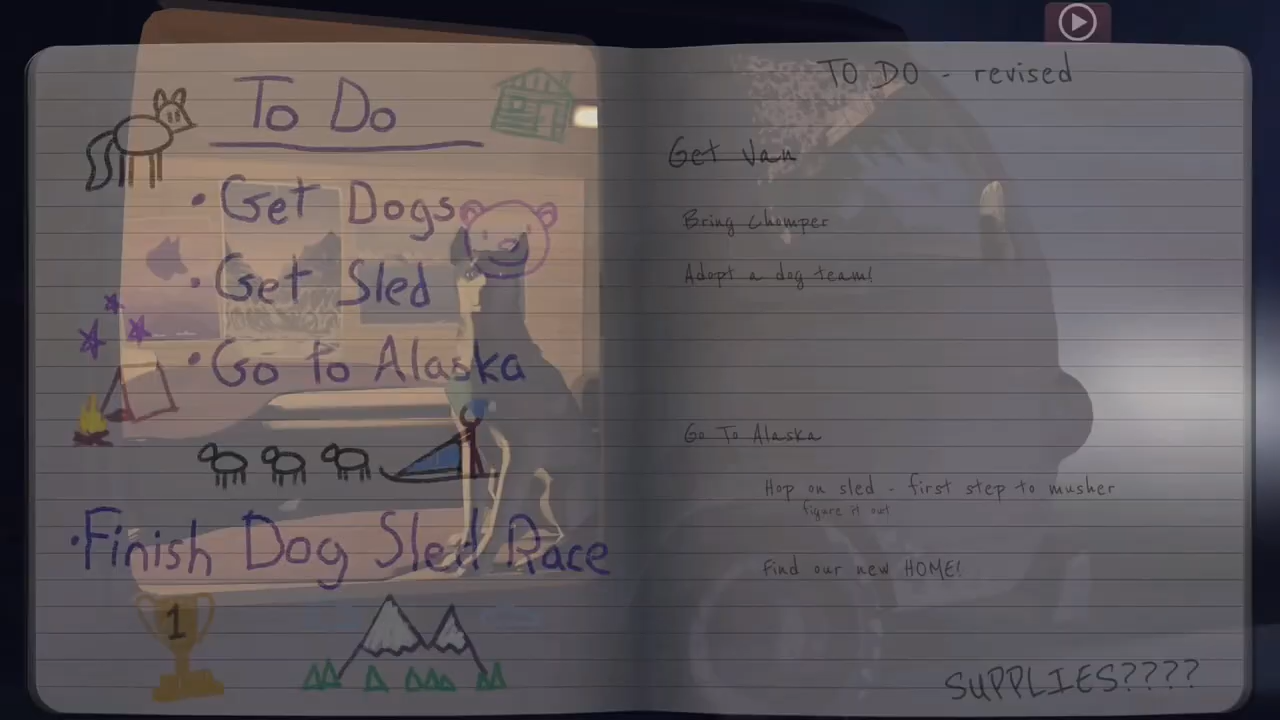 To Do
• Get Dogs
• Get Sled
• Go To Alaska
• Finish Dog Sled Race
1
TO DO - revised
Get Van
Bring Chomper
Adopt a dog team!
Go To Alaska
Hop on sled - first step to musher
figure it out
Find our new HOME!
SUPPLIES????